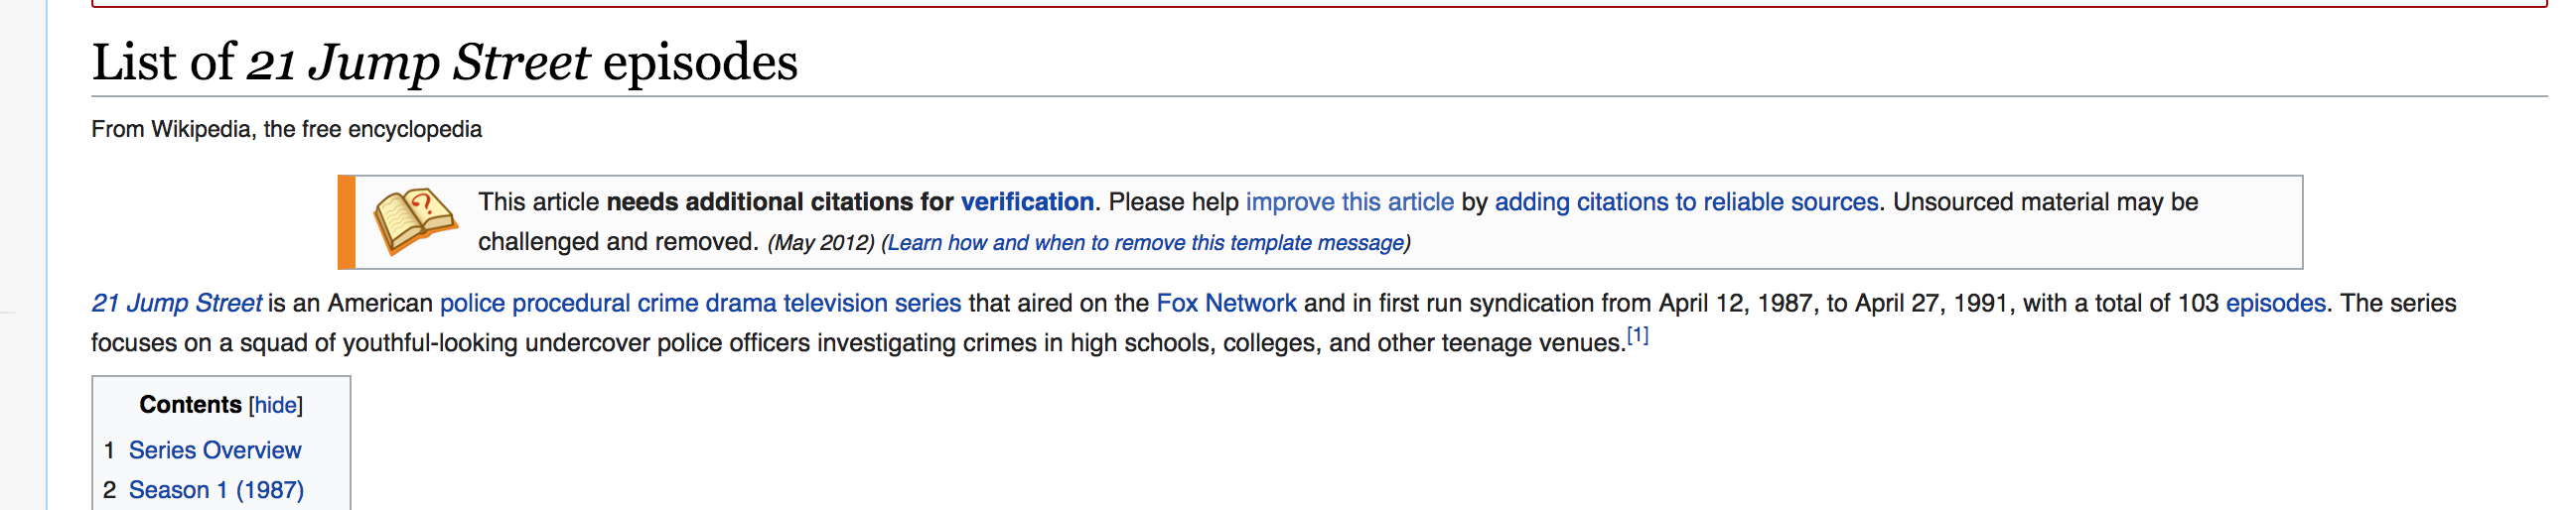 List of 21 Jump Street episodes
From Wikipedia, the free encyclopedia
This article needs additional citations for verification. Please help improve this article by adding citations to reliable sources. Unsourced material may be
challenged and removed. (May 2012) (Learn how and when to remove this template message)
21 Jump Street is an American police procedural crime drama television series that aired on the Fox Network and in first run syndication from April 12, 1987, to April 27, 1991, with a total of 103 episodes. The series
focuses on a squad of youthful-looking undercover police officers investigating crimes in high schools, colleges, and other teenage venues.[1]
Contents [hide]
1 Series Overview
2 Season 1 (1987)